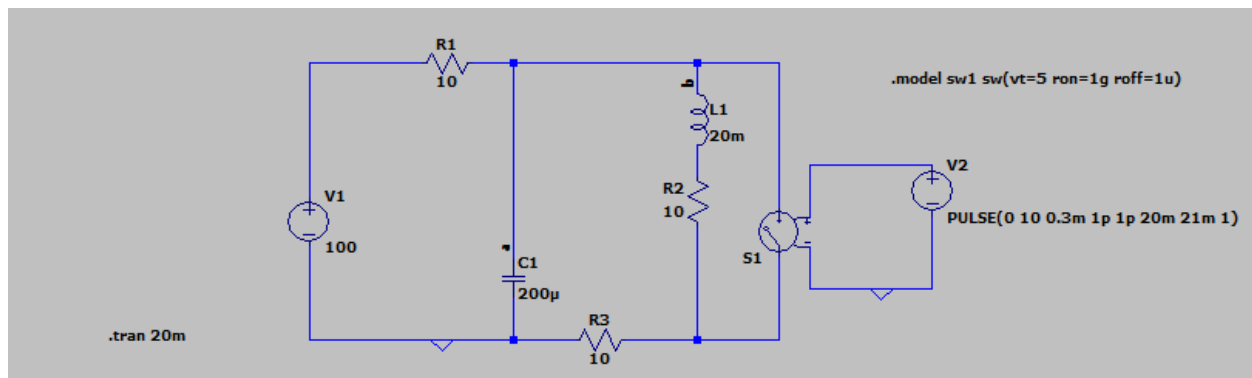 R1
10
.model sw1 sw(vt=5 ron=1g roff=1u)
b
L1
20m
V1
100
R2
10
V2
PULSE(0 10 0.3m 1p 1p 20m 21m 1)
S1
a
C1
200µ
R3
10
.tran 20m